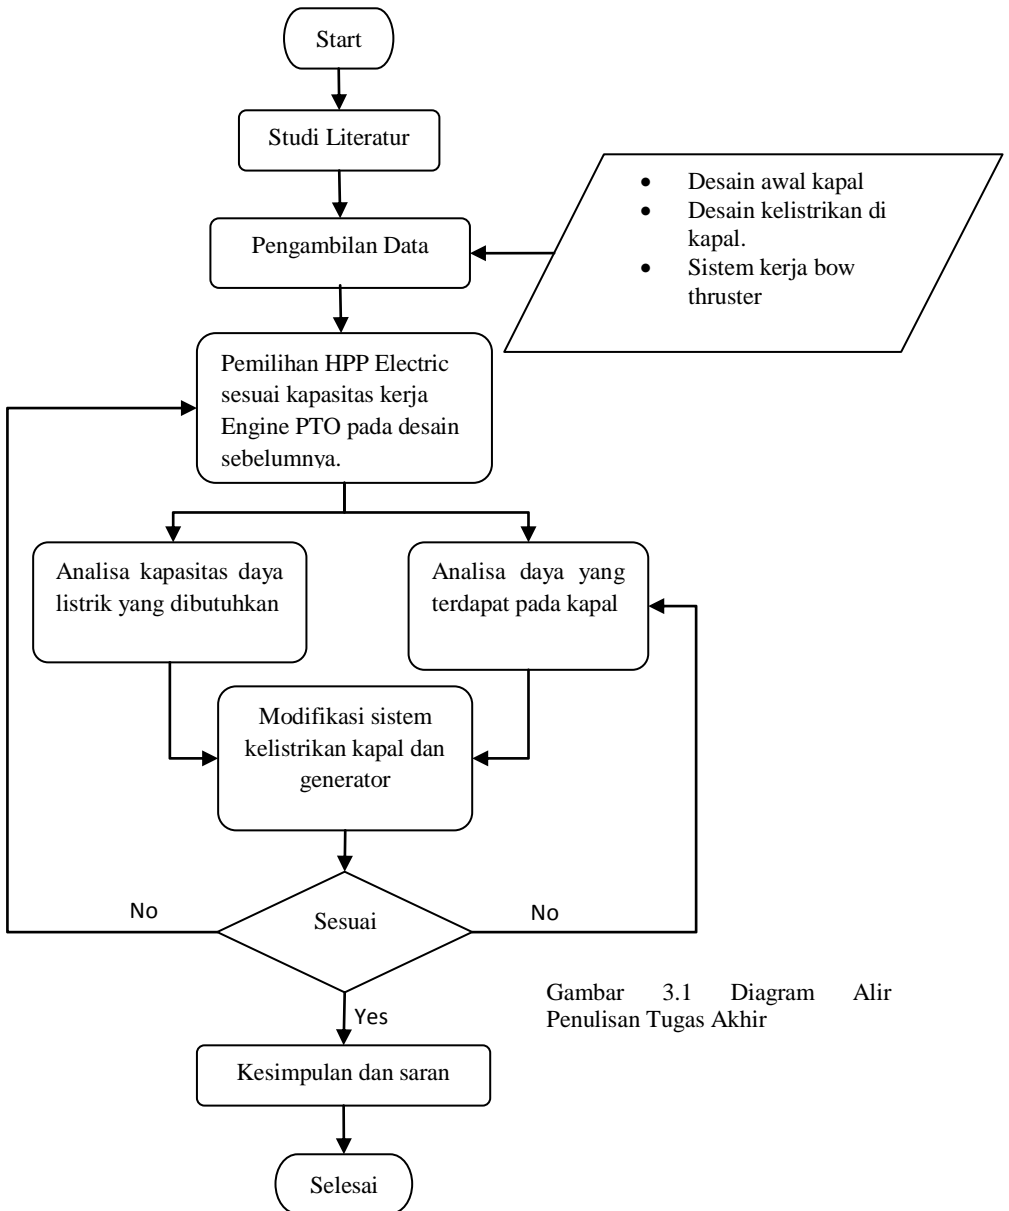 Start
Studi Literatur
Pengambilan Data
• Desain awal kapal
• Desain kelistrikan di
kapal.
• Sistem kerja bow
thruster
Pemilihan HPP Electric
sesuai kapasitas kerja
Engine PTO pada desain
sebelumnya.
Analisa kapasitas daya
listrik yang dibutuhkan
Analisa daya yang
terdapat pada kapal
Modifikasi sistem
kelistrikan kapal dan
generator
No
Sesuai
No
Yes
Gambar 3.1 Diagram Alir
Penulisan Tugas Akhir
Kesimpulan dan saran
Selesai